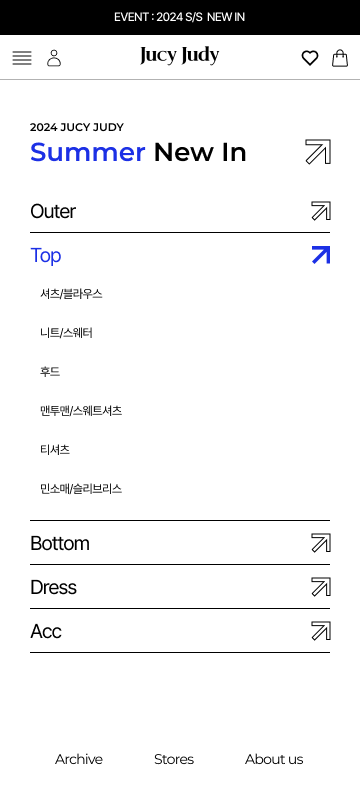 EVENT : 2024 S/S NEW IN
Jucy Judy
2024 JUCY JUDY
Summer New In
Outer
Top
셔츠/블라우스
니트/스웨터
후드
맨투맨/스웨트셔츠
티셔츠
민소매/슬리브리스
Bottom
Dress
Acc
Archive Stores About us